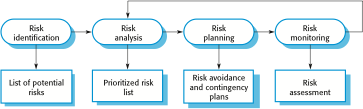 Risk
identification
Risk
analysis
Risk
planning
Risk
monitoring
List of potential
risks
Prioritized risk
list
Risk avoidance
and contingency
plans
Risk
assessment